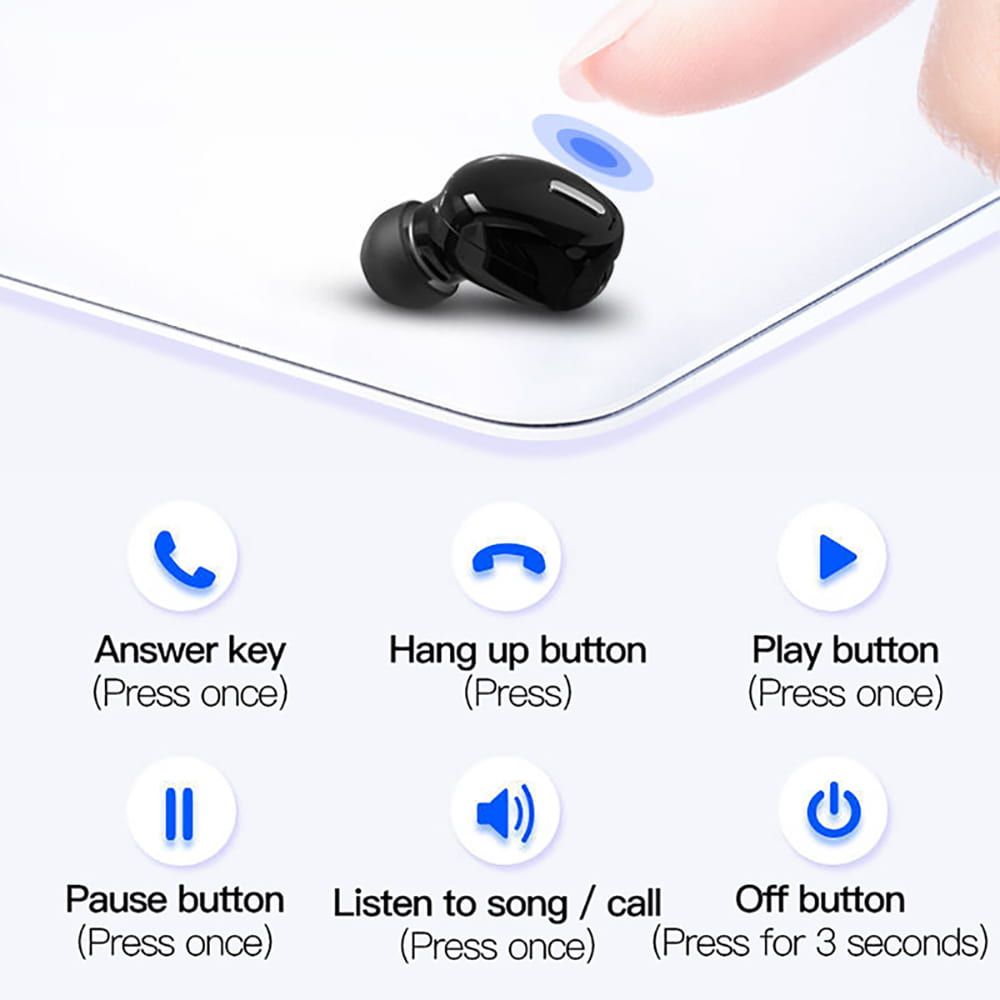 Answer key
(Press once)
Hang up button
(Press)
Play button
(Press once)
Pause button
(Press once)
Listen to song / call
(Press once)
Off button
(Press for 3 seconds)